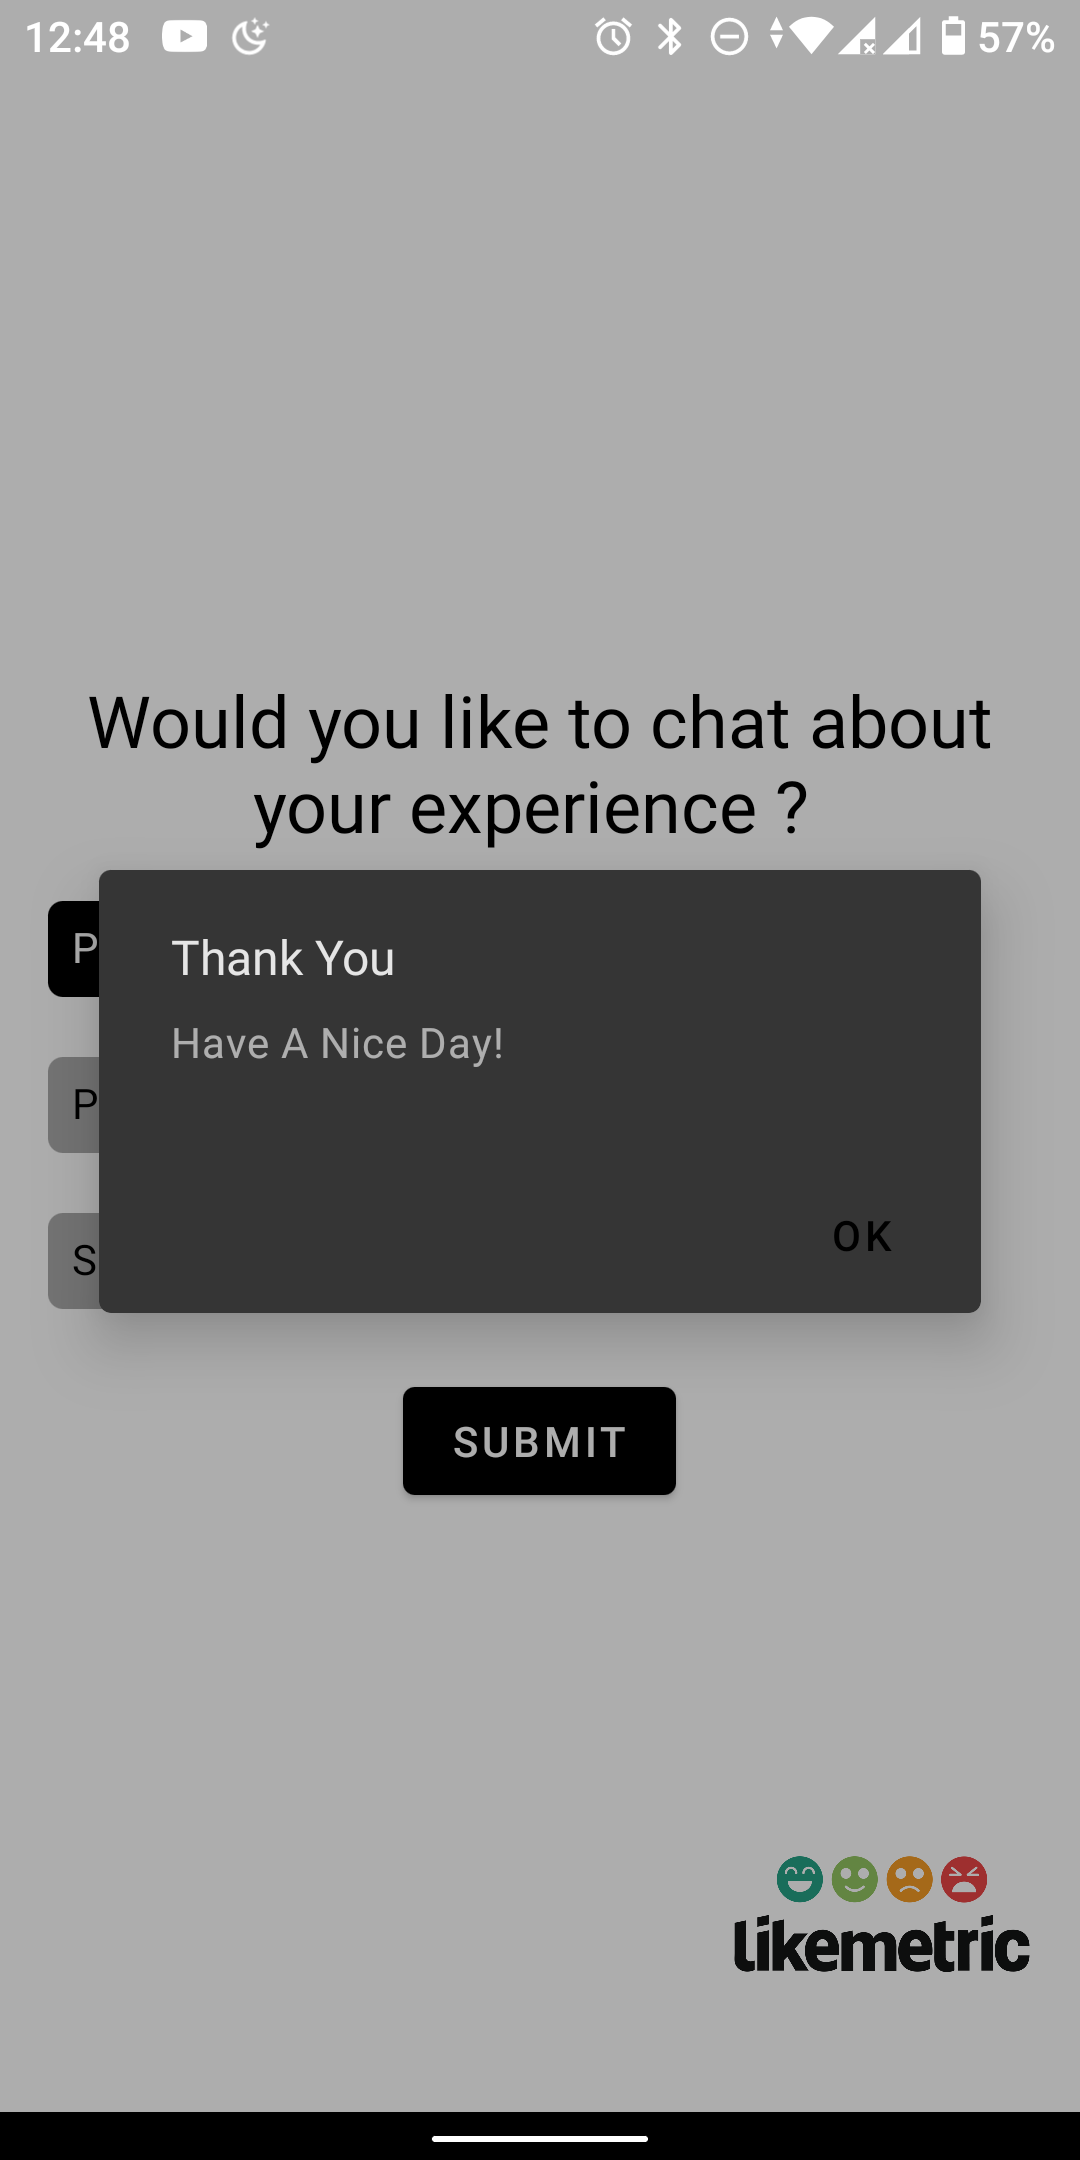 12:48
57%
Would you like to chat about
your experience ?
P
Thank You
Have A Nice Day!
P
OK
S
SUBMIT
likemetric